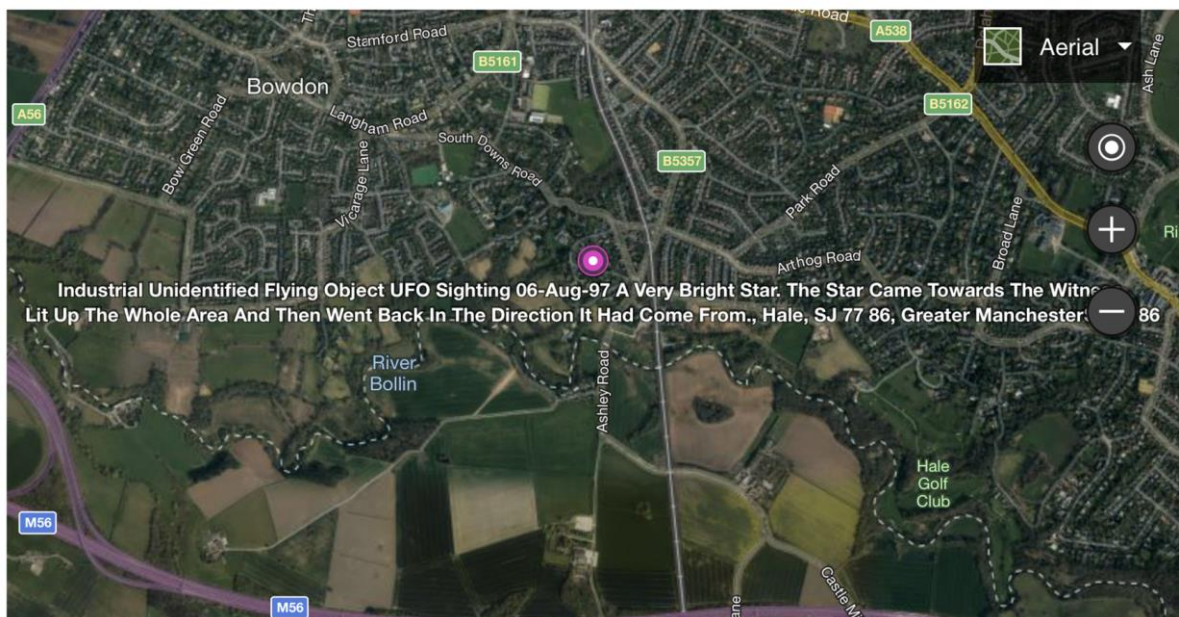 Stamford Road
Road
A538
Aerial
B5161
Bowdon
A56
B5162
Ash Lane
Langham Road
South Downs Road
Bow Green Road
B5357
Vicarage Lane
Park Road
Broad Lane
Arthog Road
Industrial Unidentified Flying Object UFO Sighting 06-Aug-97 A Very Bright Star. The Star Came Towards The
Lit Up The Whole Area And Then Went Back In The Direction It Had Come From., Hale, SJ 77 86, Greater Manchester 86
River
Bollin
Ashley Road
Hale
Golf
Club
M56
M56